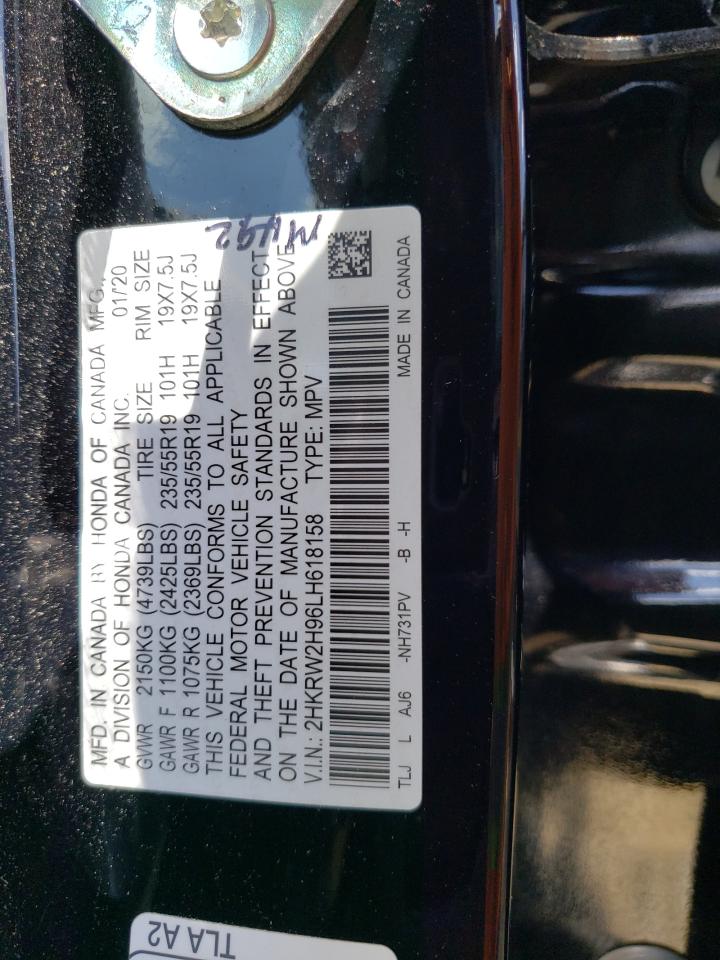 MFD. IN CANADA BY HONDA OF CANADA MFG.,
A DIVISION OF HONDA CANADA INC. 01/'20
GVWR 2150KG (4739LBS) TIRE SIZE RIM SIZE
GAWR F 1100KG (2425LBS) 235/55R19 101H 19X7.5J
GAWR R 1075KG (2369LBS) 235/55R19 101H 19X7.5J
THIS VEHICLE CONFORMS TO ALL APPLICABLE
FEDERAL MOTOR VEHICLE SAFETY
AND THEFT PREVENTION STANDARDS IN EFFECT
ON THE DATE OF MANUFACTURE SHOWN ABOVE
V.I.N.: 2HKRW2H96LH618158 TYPE: MPV
TLJ L AJ6 -NH731PV -B -H MADE IN CANADA
TLA A2